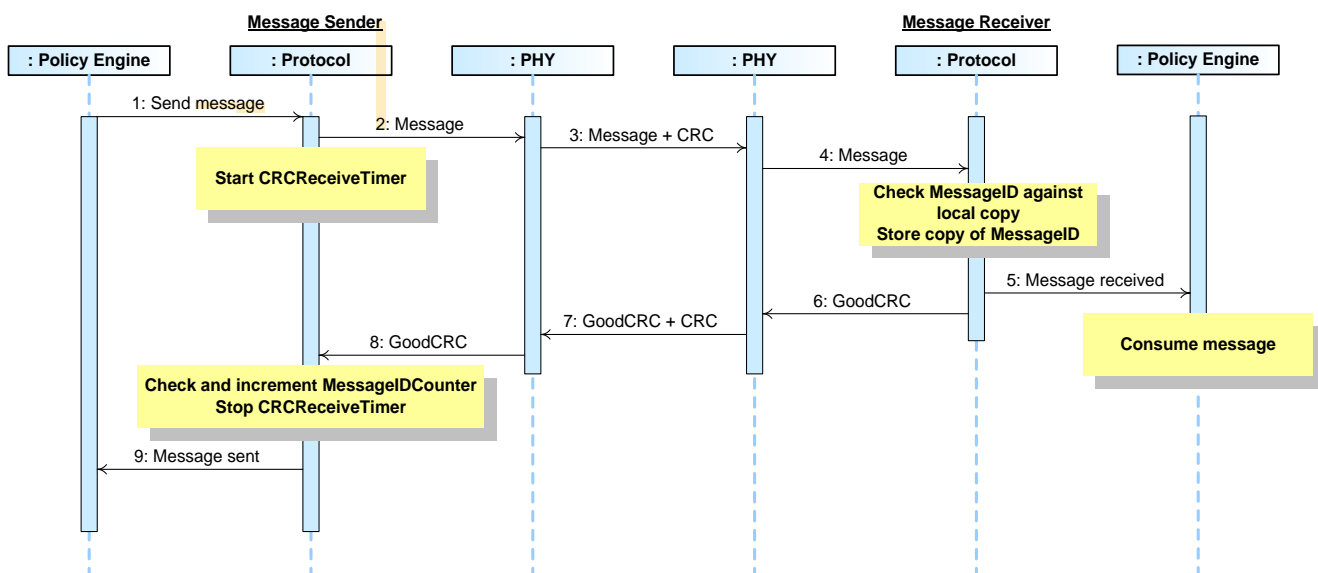 Message Sender
Message Receiver
: Policy Engine
: Protocol
: PHY
: PHY
: Protocol
: Policy Engine
1: Send message
2: Message
3: Message + CRC
4: Message
Start CRCReceiveTimer
Check MessageID against
local copy
Store copy of MessageID
5: Message received
6: GoodCRC
7: GoodCRC + CRC
8: GoodCRC
Consume message
Check and increment MessageIDCounter
Stop CRCReceiveTimer
9: Message sent